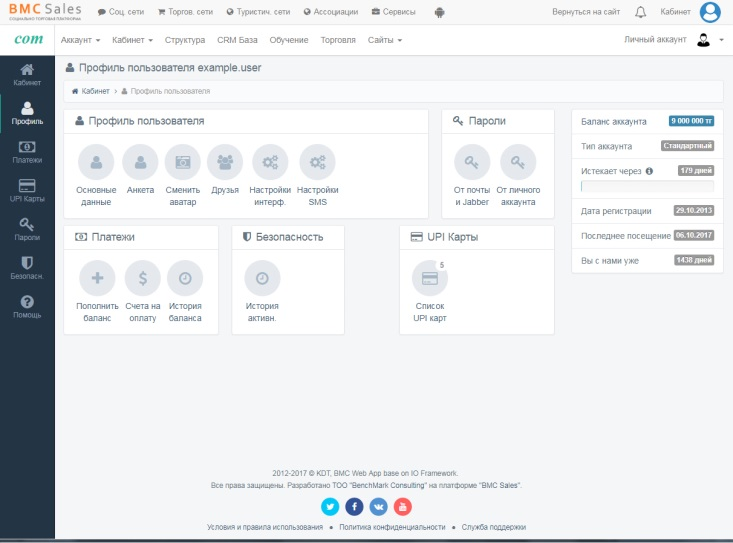 BMC Sales
СОЦИАЛЬНО ТОРГОВАЯ ПЛАТФОРМА
Соц. сети Торгов. сети Туристич. сети Ассоциации Сервисы Вернуться на сайт Кабинет
com Аккаунт Кабинет Структура CRM База Обучение Торговля Сайты Личный аккаунт
Кабинет
Профиль
Платежи
UPI Карты
Пароли
Безопасн.
Помощь
Профиль пользователя example.user
Кабинет › Профиль пользователя
Профиль пользователя
Основные данные
Анкета
Сменить аватар
Друзья
Настройки интерф.
Настройки SMS
Пароли
От почты и Jabber
От личного аккаунта
Баланс аккаунта 9 000 000 тг
Тип аккаунта Стандартный
Истекает через 179 дней
Дата регистрации 29.10.2013
Последнее посещение 06.10.2017
Вы с нами уже 1438 дней
Платежи
Пополнить баланс
Счета на оплату
История баланса
Безопасность
История активн.
UPI Карты
5
Список UPI карт
2012-2017 © KDT, BMC Web App base on IO Framework.
Все права защищены. Разработано ТОО "BenchMark Consulting" на платформе "BMC Sales".
Условия и правила использования • Политика конфиденциальности • Служба поддержки